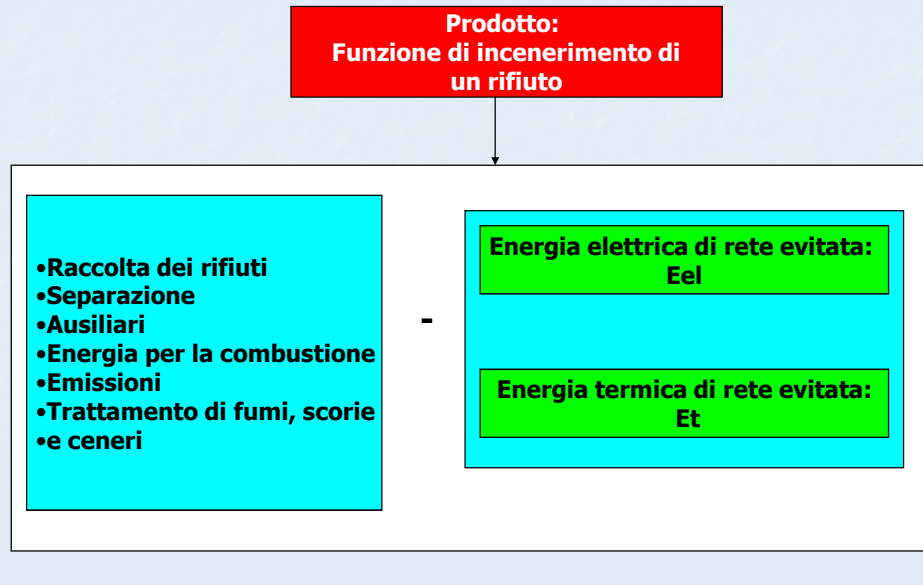 Prodotto:
Funzione di incenerimento di
un rifiuto
•Raccolta dei rifiuti
•Separazione
•Ausiliari
•Energia per la combustione
•Emissioni
•Trattamento di fumi, scorie
•e ceneri
-
Energia elettrica di rete evitata:
Eel
Energia termica di rete evitata:
Et